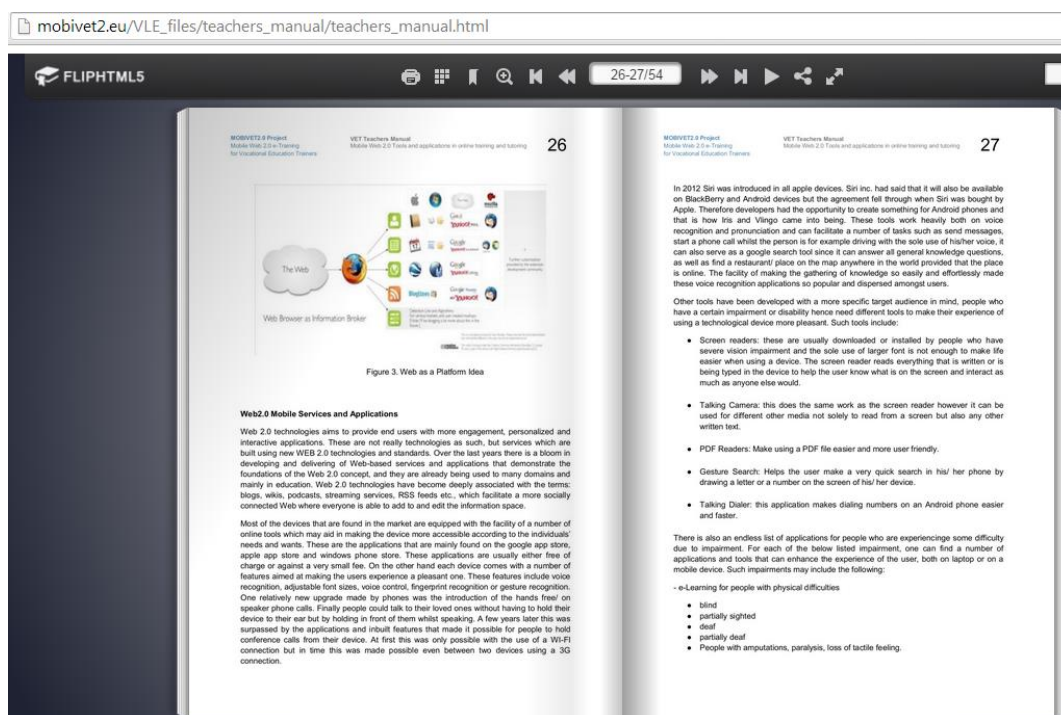 mobivet2.eu/VLE_files/teachers_manual/teachers_manual.html
FLIPHTML5
26-27/54
MOBIVET2.0 Project
Mobile Web 2.0 e-Training
for Vocational Education Trainers
VET Teachers Manual
Mobile Web 2.0 Tools and applications in online training and tutoring
26
The Web
Web Browser as Information Broker
Figure 3. Web as a Platform Idea
Web2.0 Mobile Services and Applications
Web 2.0 technologies aims to provide end users with more engagement, personalized and
interactive applications. These are not really technologies as such, but services which are
built using new WEB 2.0 technologies and standards. Over the last years there is a bloom in
developing and delivering of Web-based services and applications that demonstrate the
foundations of the Web 2.0 concept, and they are already being used to many domains and
mainly in education. Web 2.0 technologies have become deeply associated with the terms:
blogs, wikis, podcasts, streaming services, RSS feeds etc., which facilitate a more socially
connected Web where everyone is able to add to and edit the information space.
Most of the devices that are found in the market are equipped with the facility of a number of
online tools which may aid in making the device more accessible according to the individuals'
needs and wants. These are the applications that are mainly found on the google app store,
apple app store and windows phone store. These applications are usually either free of
charge or against a very small fee. On the other hand each device comes with a number of
features aimed at making the users experience a pleasant one. These features include voice
recognition, adjustable font sizes, voice control, fingerprint recognition or gesture recognition.
One relatively new upgrade made by phones was the introduction of the hands free/ on
speaker phone calls. Finally people could talk to their loved ones without having to hold their
device to their ear but by holding in front of them whilst speaking. A few years later this was
surpassed by the applications and inbuilt features that made it possible for people to hold
conference calls from their device. At first this was only possible with the use of a WI-FI
connection but in time this was made possible even between two devices using a 3G
connection.
MOBIVET2.0 Project
Mobile Web 2.0 e-Training
for Vocational Education Trainers
VET Teachers Manual
Mobile Web 2.0 Tools and applications in online training and tutoring
27
In 2012 Siri was introduced in all apple devices. Siri inc. had said that it will also be available
on BlackBerry and Android devices but the agreement fell through when Siri was bought by
Apple. Therefore developers had the opportunity to create something for Android phones and
that is how Iris and Vlingo came into being. These tools work heavily both on voice
recognition and pronunciation and can facilitate a number of tasks such as send messages,
start a phone call whilst the person is for example driving with the sole use of his/her voice, it
can also serve as a google search tool since it can answer all general knowledge questions,
as well as find a restaurant/ place on the map anywhere in the world provided that the place
is online. The facility of making the gathering of knowledge so easily and effortlessly made
these voice recognition applications so popular and dispersed amongst users.
Other tools have been developed with a more specific target audience in mind, people who
have a certain impairment or disability hence need different tools to make their experience of
using a technological device more pleasant. Such tools include:
• Screen readers: these are usually downloaded or installed by people who have
severe vision impairment and the sole use of larger font is not enough to make life
easier when using a device. The screen reader reads everything that is written or is
being typed in the device to help the user know what is on the screen and interact as
much as anyone else would.
• Talking Camera: this does the same work as the screen reader however it can be
used for different other media not solely to read from a screen but also any other
written text.
• PDF Readers: Make using a PDF file easier and more user friendly.
• Gesture Search: Helps the user make a very quick search in his/ her phone by
drawing a letter or a number on the screen of his/ her device.
• Talking Dialer: this application makes dialing numbers on an Android phone easier
and faster.
There is also an endless list of applications for people who are experiencinge some difficulty
due to impairment. For each of the below listed impairment, one can find a number of
applications and tools that can enhance the experience of the user, both on laptop or on a
mobile device. Such impairments may include the following:
- e-Learning for people with physical difficulties
• blind
• partially sighted
• deaf
• partially deaf
• People with amputations, paralysis, loss of tactile feeling.